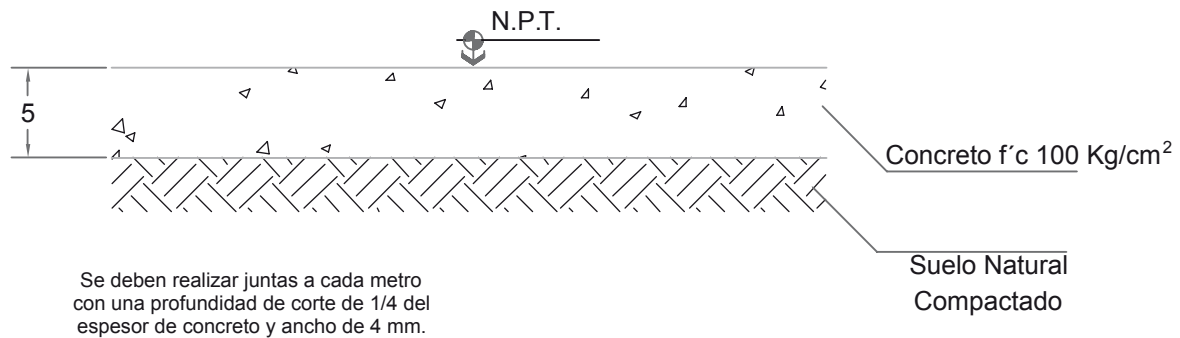 N.P.T.
5
Concreto f´c 100 Kg/cm²
Suelo Natural
Compactado
Se deben realizar juntas a cada metro
con una profundidad de corte de 1/4 del
espesor de concreto y ancho de 4 mm.